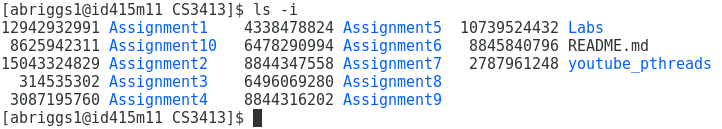 [abriggs1@id415m11 CS3413]$ ls -i
12942932991 Assignment1 4338478824 Assignment5 10739524432 Labs
8625942311 Assignment10 6478290994 Assignment6 8845840796 README.md
15043324829 Assignment2 8844347558 Assignment7 2787961248 youtube_pthreads
314535302 Assignment3 6496069280 Assignment8
3087195760 Assignment4 8844316202 Assignment9
[abriggs1@id415m11 CS3413]$